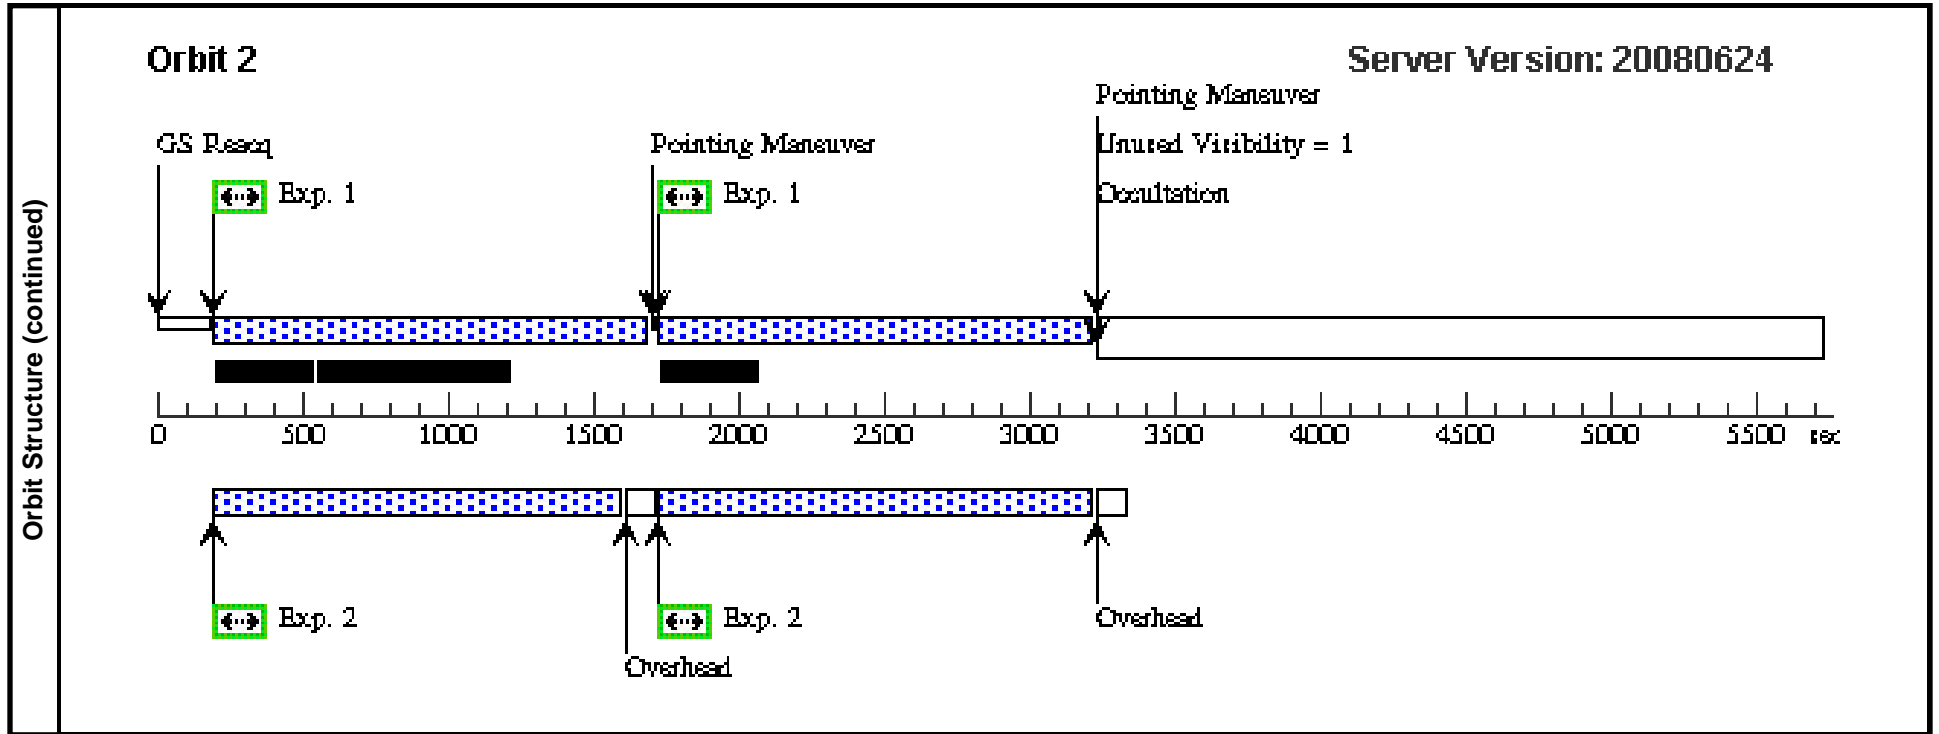 Orbit Structure (continued)
Orbit 2
Server Version: 20080624
Pointing Maneuver
GS Reacq
Pointing Maneuver
Unused Visibility = 1
Exp. 1
Exp. 1
Occultation
0 500 1000 1500 2000 2500 3000 3500 4000 4500 5000 5500 sec
Exp. 2
Exp. 2
Overhead
Overhead